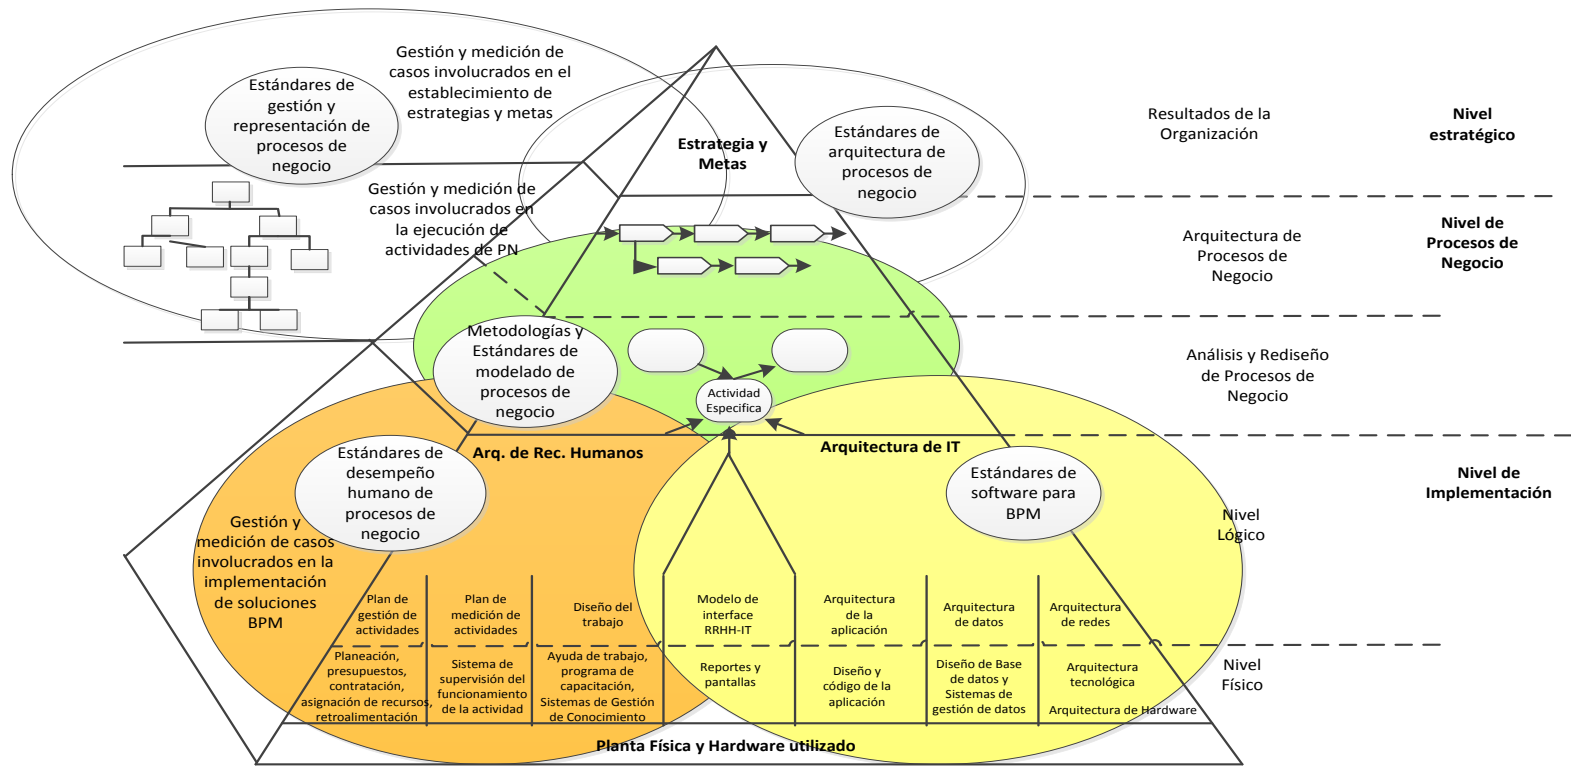 Gestión y medición de
casos involucrados en el
establecimiento de
estrategias y metas
Estándares de
gestión y
representación de
procesos de
negocio
Estrategia y
Metas
Estándares de
arquitectura de
procesos de
negocio
Resultados de la
Organización
Nivel
estratégico
Gestión y medición de
casos involucrados en
la ejecución de
actividades de PN
Arquitectura de
Procesos de
Negocio
Nivel de
Procesos de
Negocio
Metodologías y
Estándares de
modelado de
procesos de
negocio
Actividad
Especifica
Análisis y Rediseño
de Procesos de
Negocio
Arq. de Rec. Humanos
Arquitectura de IT
Estándares de
desempeño
humano de
procesos de
negocio
Estándares de
software para
BPM
Nivel de
Implementación
Nivel
Lógico
Gestión y
medición de casos
involucrados en la
implementación
de soluciones
BPM
Plan de
gestión de
actividades
Plan de
medición de
actividades
Diseño del
trabajo
Modelo de
interface
RRHH-IT
Arquitectura
de la
aplicación
Arquitectura
de datos
Arquitectura
de redes
Planeación,
presupuestos,
contratación,
asignación de recursos,
retroalimentación
Sistema de
supervisión del
funcionamiento
de la actividad
Ayuda de trabajo,
programa de
capacitación,
Sistemas de Gestión
de Conocimiento
Reportes y
pantallas
Diseño y
código de la
aplicación
Diseño de Base
de datos y
Sistemas de
gestión de datos
Arquitectura
tecnológica
Arquitectura de Hardware
Nivel
Físico
Planta Física y Hardware utilizado